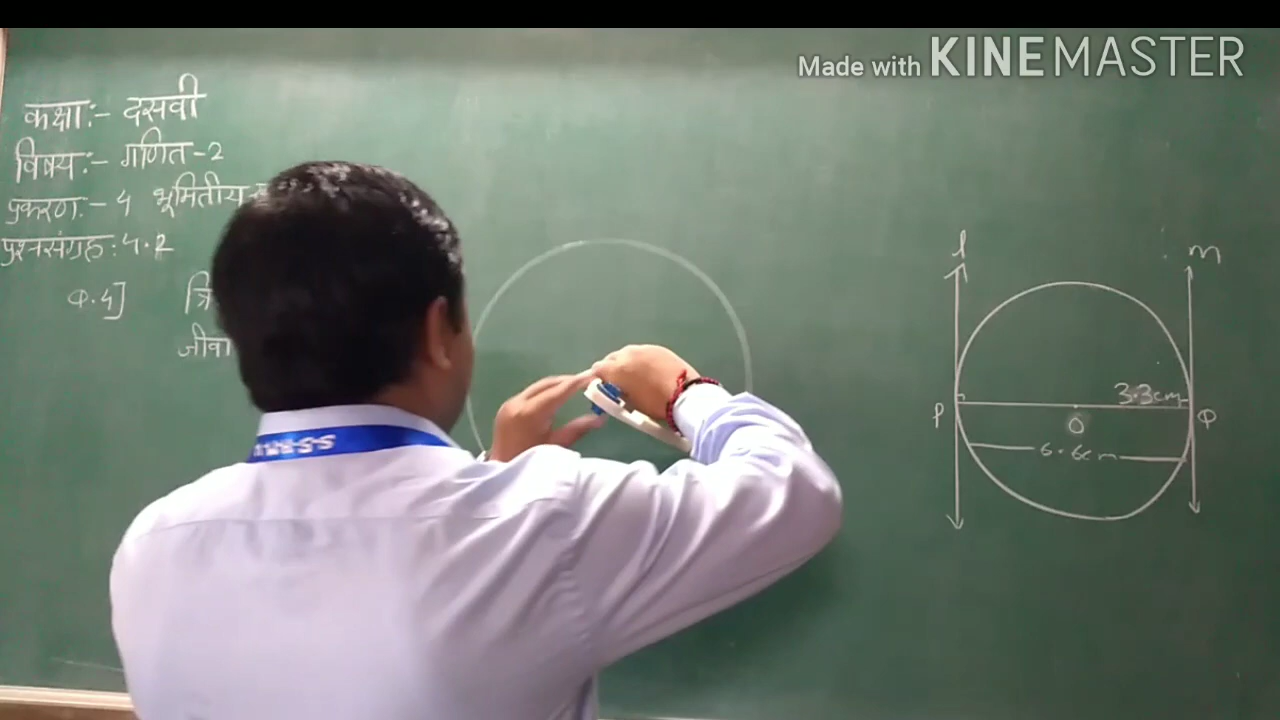 Made with KINEMASTER
कक्षा:- दसवी
विषय:- गणित-2
प्रकरण:- 4 भूमितीय
प्रश्नसंग्रह: 4.2
Q.4]
जीवा
l
m
3.3cm
P
O
Q
6.6cm